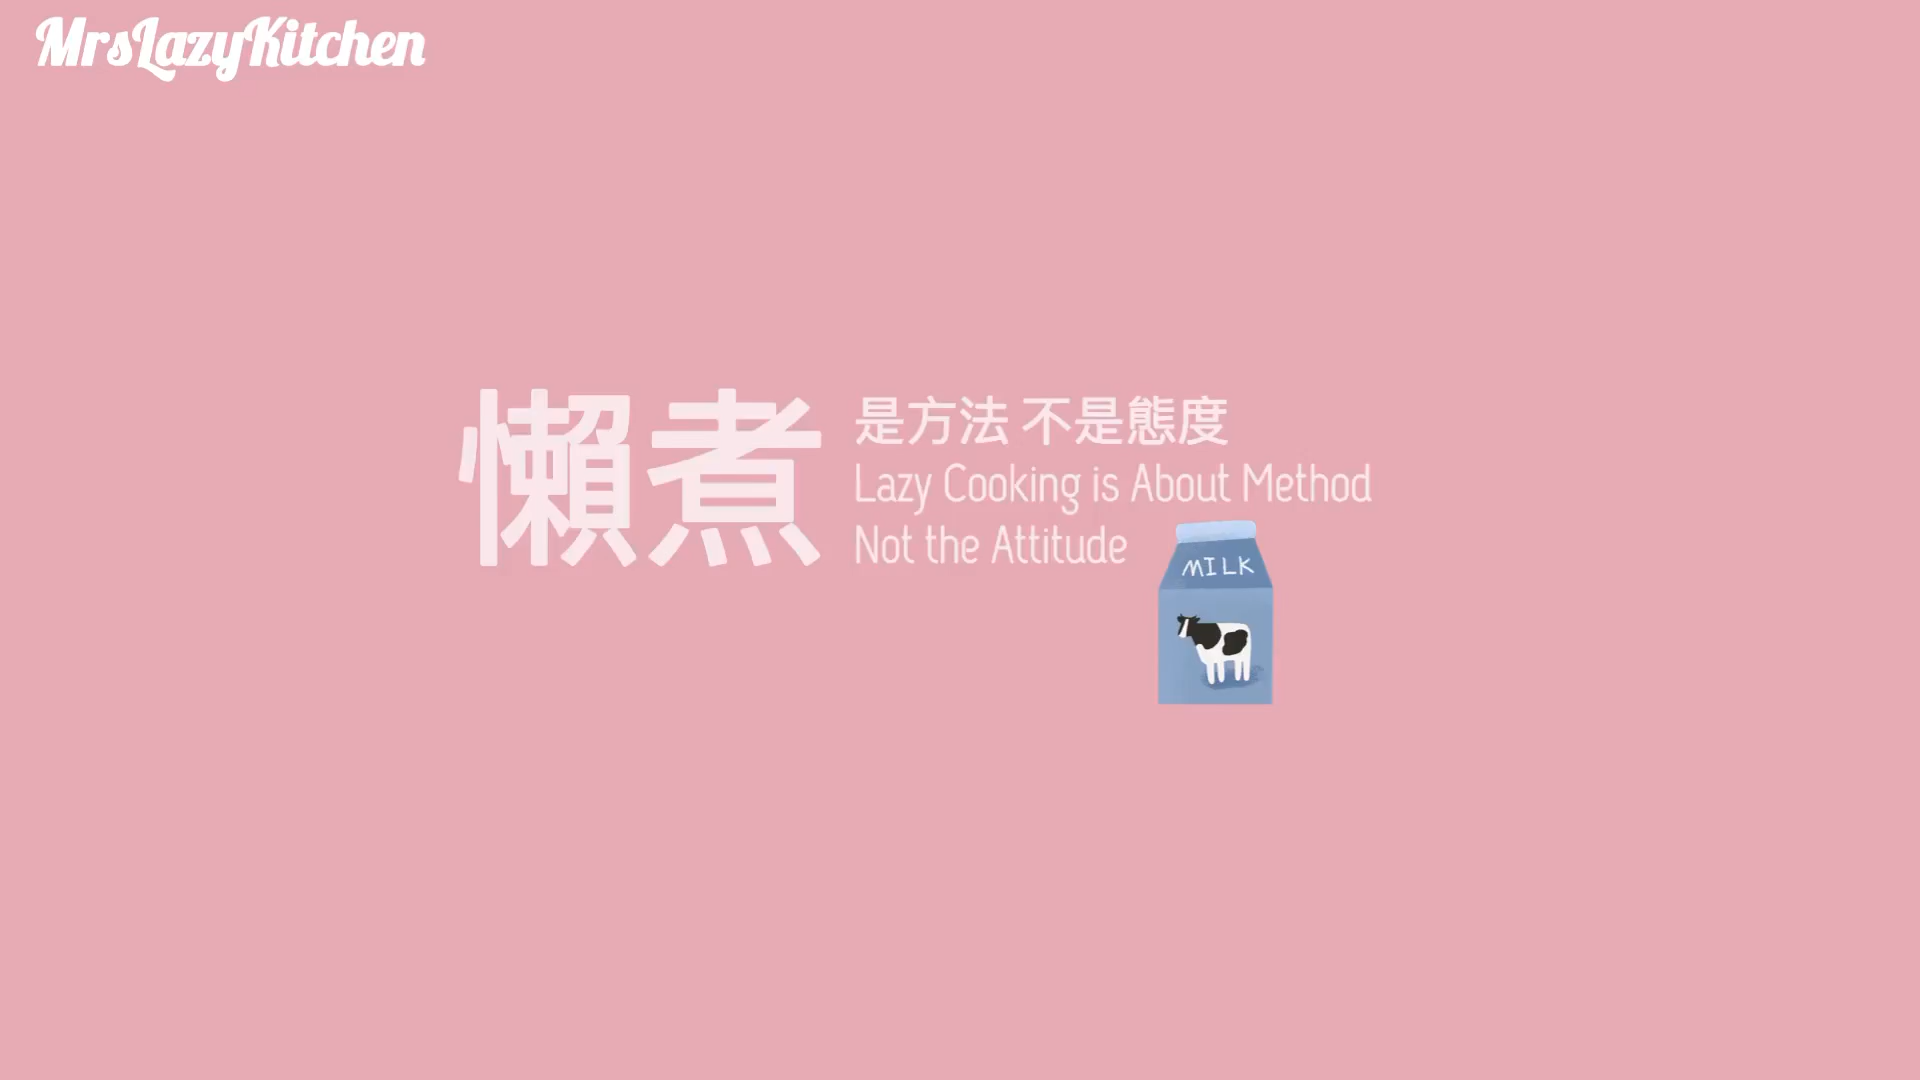 MrsLazyKitchen
懶煮
是方法 不是態度
Lazy Cooking is About Method
Not the Attitude
MILK